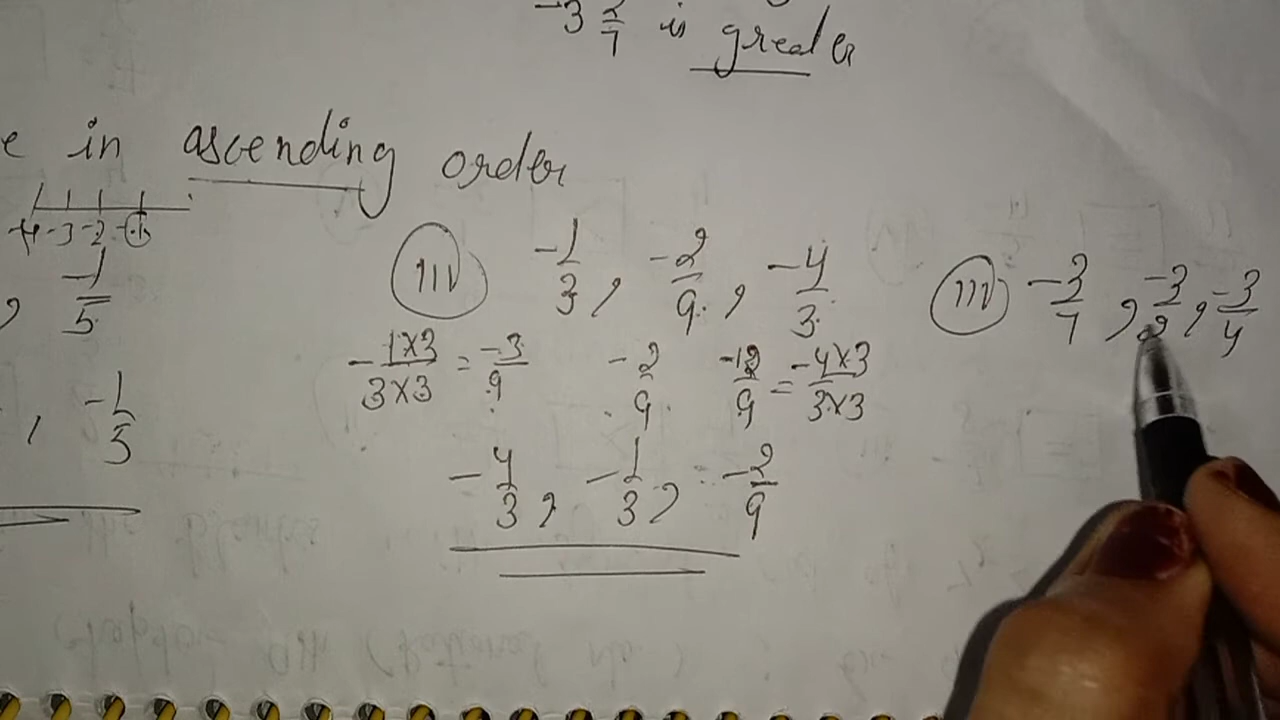 -3 2/7 is greater
e in ascending order
-4 -3 -2 -1
, -1/5
(iii) -1/3, -2/9, -4/3
(iii) -3/7, -3/2, -3/4
-1×3/3×3 = -3/9 -2/9 -12/9 = -4×3/3×3
, -1/5
-4/3, -1/3, -2/9